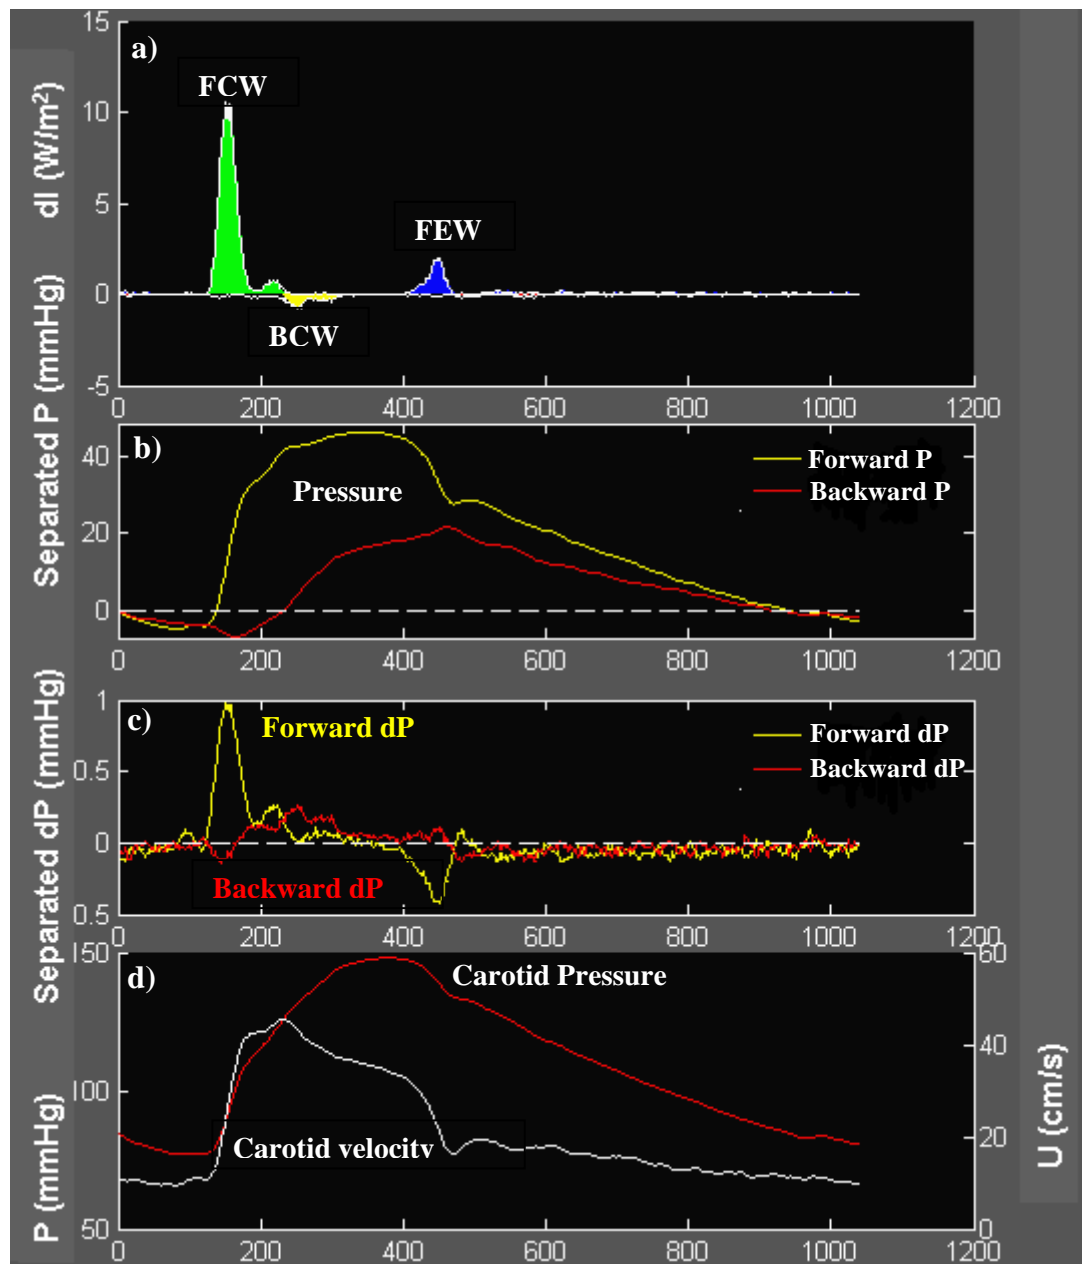 a)
FCW
FEW
BCW
dI (W/m²)
15
10
5
0
-5
0 200 400 600 800 1000 1200
b)
Pressure
Forward P
Backward P
Separated P (mmHg)
40
20
0
0 200 400 600 800 1000 1200
c)
Forward dP
Backward dP
Forward dP
Backward dP
Separated dP (mmHg)
1
0.5
0
0.5
0 200 400 600 800 1000 1200
d)
Carotid Pressure
Carotid velocity
P (mmHg)
150
100
50
60
40
20
0
U (cm/s)
0 200 400 600 800 1000 1200